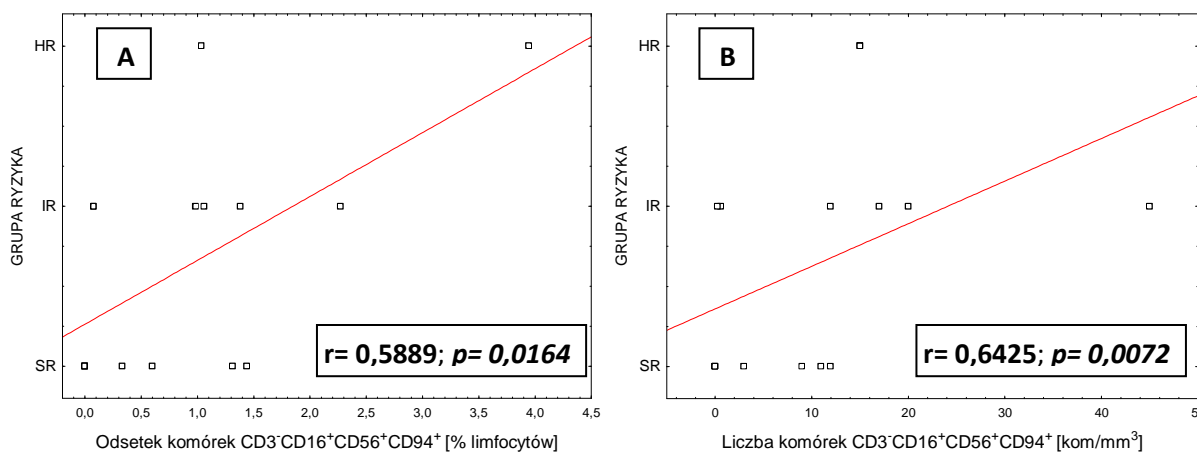 A
HR
IR
SR
GRUPA RYZYKA
r= 0,5889; p= 0,0164
0,0 0,5 1,0 1,5 2,0 2,5 3,0 3,5 4,0 4,5
Odsetek komórek CD3⁻CD16⁺CD56⁺CD94⁺ [% limfocytów]
B
HR
IR
SR
GRUPA RYZYKA
r= 0,6425; p= 0,0072
0 10 20 30 40
Liczba komórek CD3⁻CD16⁺CD56⁺CD94⁺ [kom/mm³]